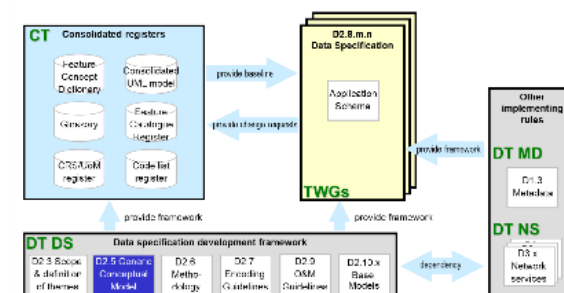 CT Consolidated registers
Feature
Concept
Dictionary
Consolidated
UML model
Glossary
Feature
Catalogue
Register
CRS/UoM
register
Code list
register
provide baseline
provide change requests
D2.8.m.n
Data Specification
Application
Schema
TWGs
provide framework
Other
implementing
rules
DT MD
D1.3
Metadata
DT NS
D3.x
Network
services
provide framework
provide framework
DT DS Data specification development framework
D2.3 Scope
& definition
of themes
D2.5 Generic
Conceptual
Model
D2.6
Metho-
dology
D2.7
Encoding
Guidelines
D2.9
O&M
Guidelines
D2.10.x
Base
Models
dependency